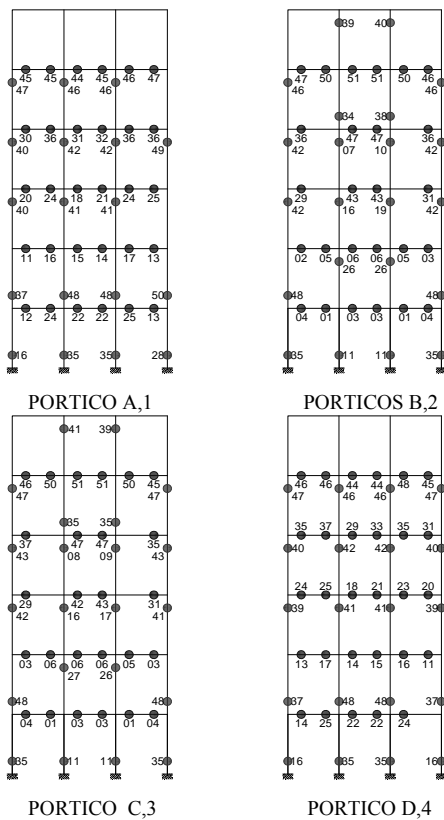 45 45 44 45 46 47
47 46 46
30 36 31 32 36 36
40 42 42 49
20 24 18 21 24 25
40 41 41
11 16 15 14 17 13
37 48 48 50
12 24 22 22 25 13
16 35 35 28
PORTICO A,1
39 40
47 50 51 51 50 46
46 46
34 38
36 47 47 36
42 07 10 42
29 43 43 31
42 16 19 42
02 05 06 06 05 03
26 26
48 48
04 01 03 03 01 04
35 11 11 35
PORTICOS B,2
41 39
46 50 51 51 50 45
47 47
35 35
37 47 47 35
43 08 09 43
29 42 43 31
42 16 17 41
03 06 06 06 05 03
27 26
48 48
04 01 03 03 01 04
35 11 11 35
PORTICO C,3
46 46 44 44 48 45
47 46 46 47
35 37 29 33 35 31
40 42 42 40
24 25 18 21 23 20
39 41 41 39
13 17 14 15 16 11
37 48 48 37
14 25 22 22 24
16 35 35 16
PORTICO D,4